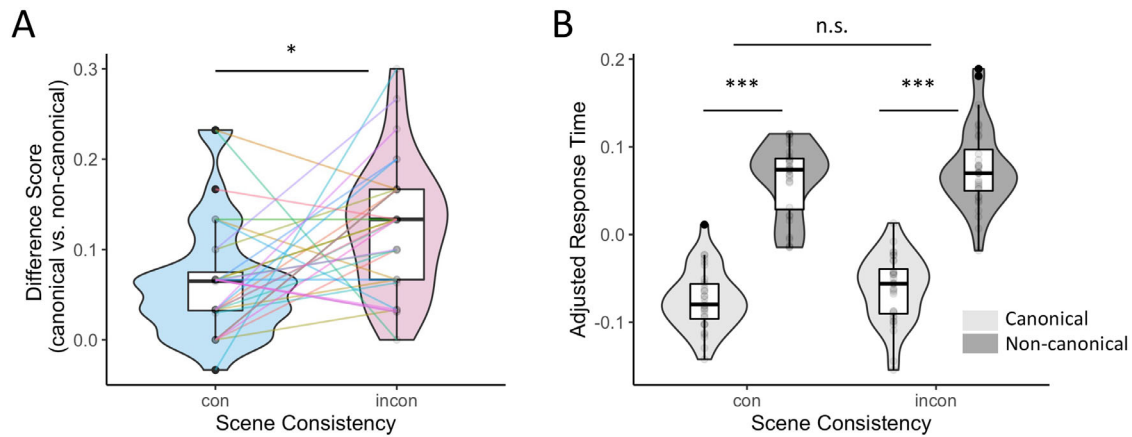 A
*
Difference Score
(canonical vs. non-canonical)
0.3
0.2
0.1
0.0
con
incon
Scene Consistency
B
n.s.
***
***
Adjusted Response Time
0.2
0.1
0.0
-0.1
Canonical
Non-canonical
con
incon
Scene Consistency